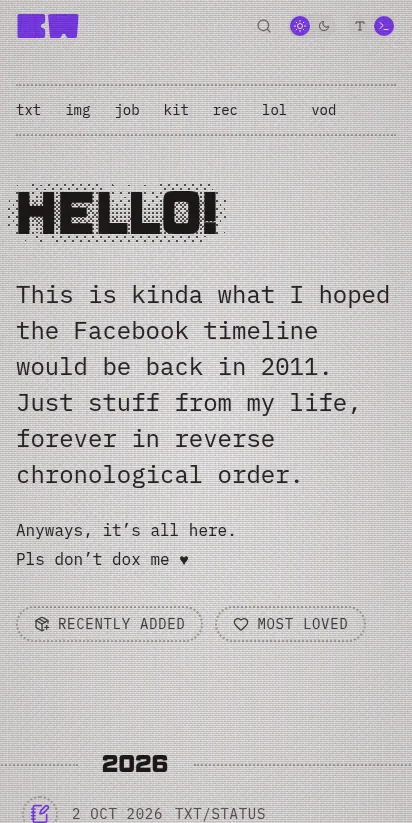 BW
T
txt img job kit rec lol vod
HELLO!
This is kinda what I hoped
the Facebook timeline
would be back in 2011.
Just stuff from my life,
forever in reverse
chronological order.
Anyways, it’s all here.
Pls don’t dox me ♥
RECENTLY ADDED MOST LOVED
2026
2 OCT 2026 TXT/STATUS